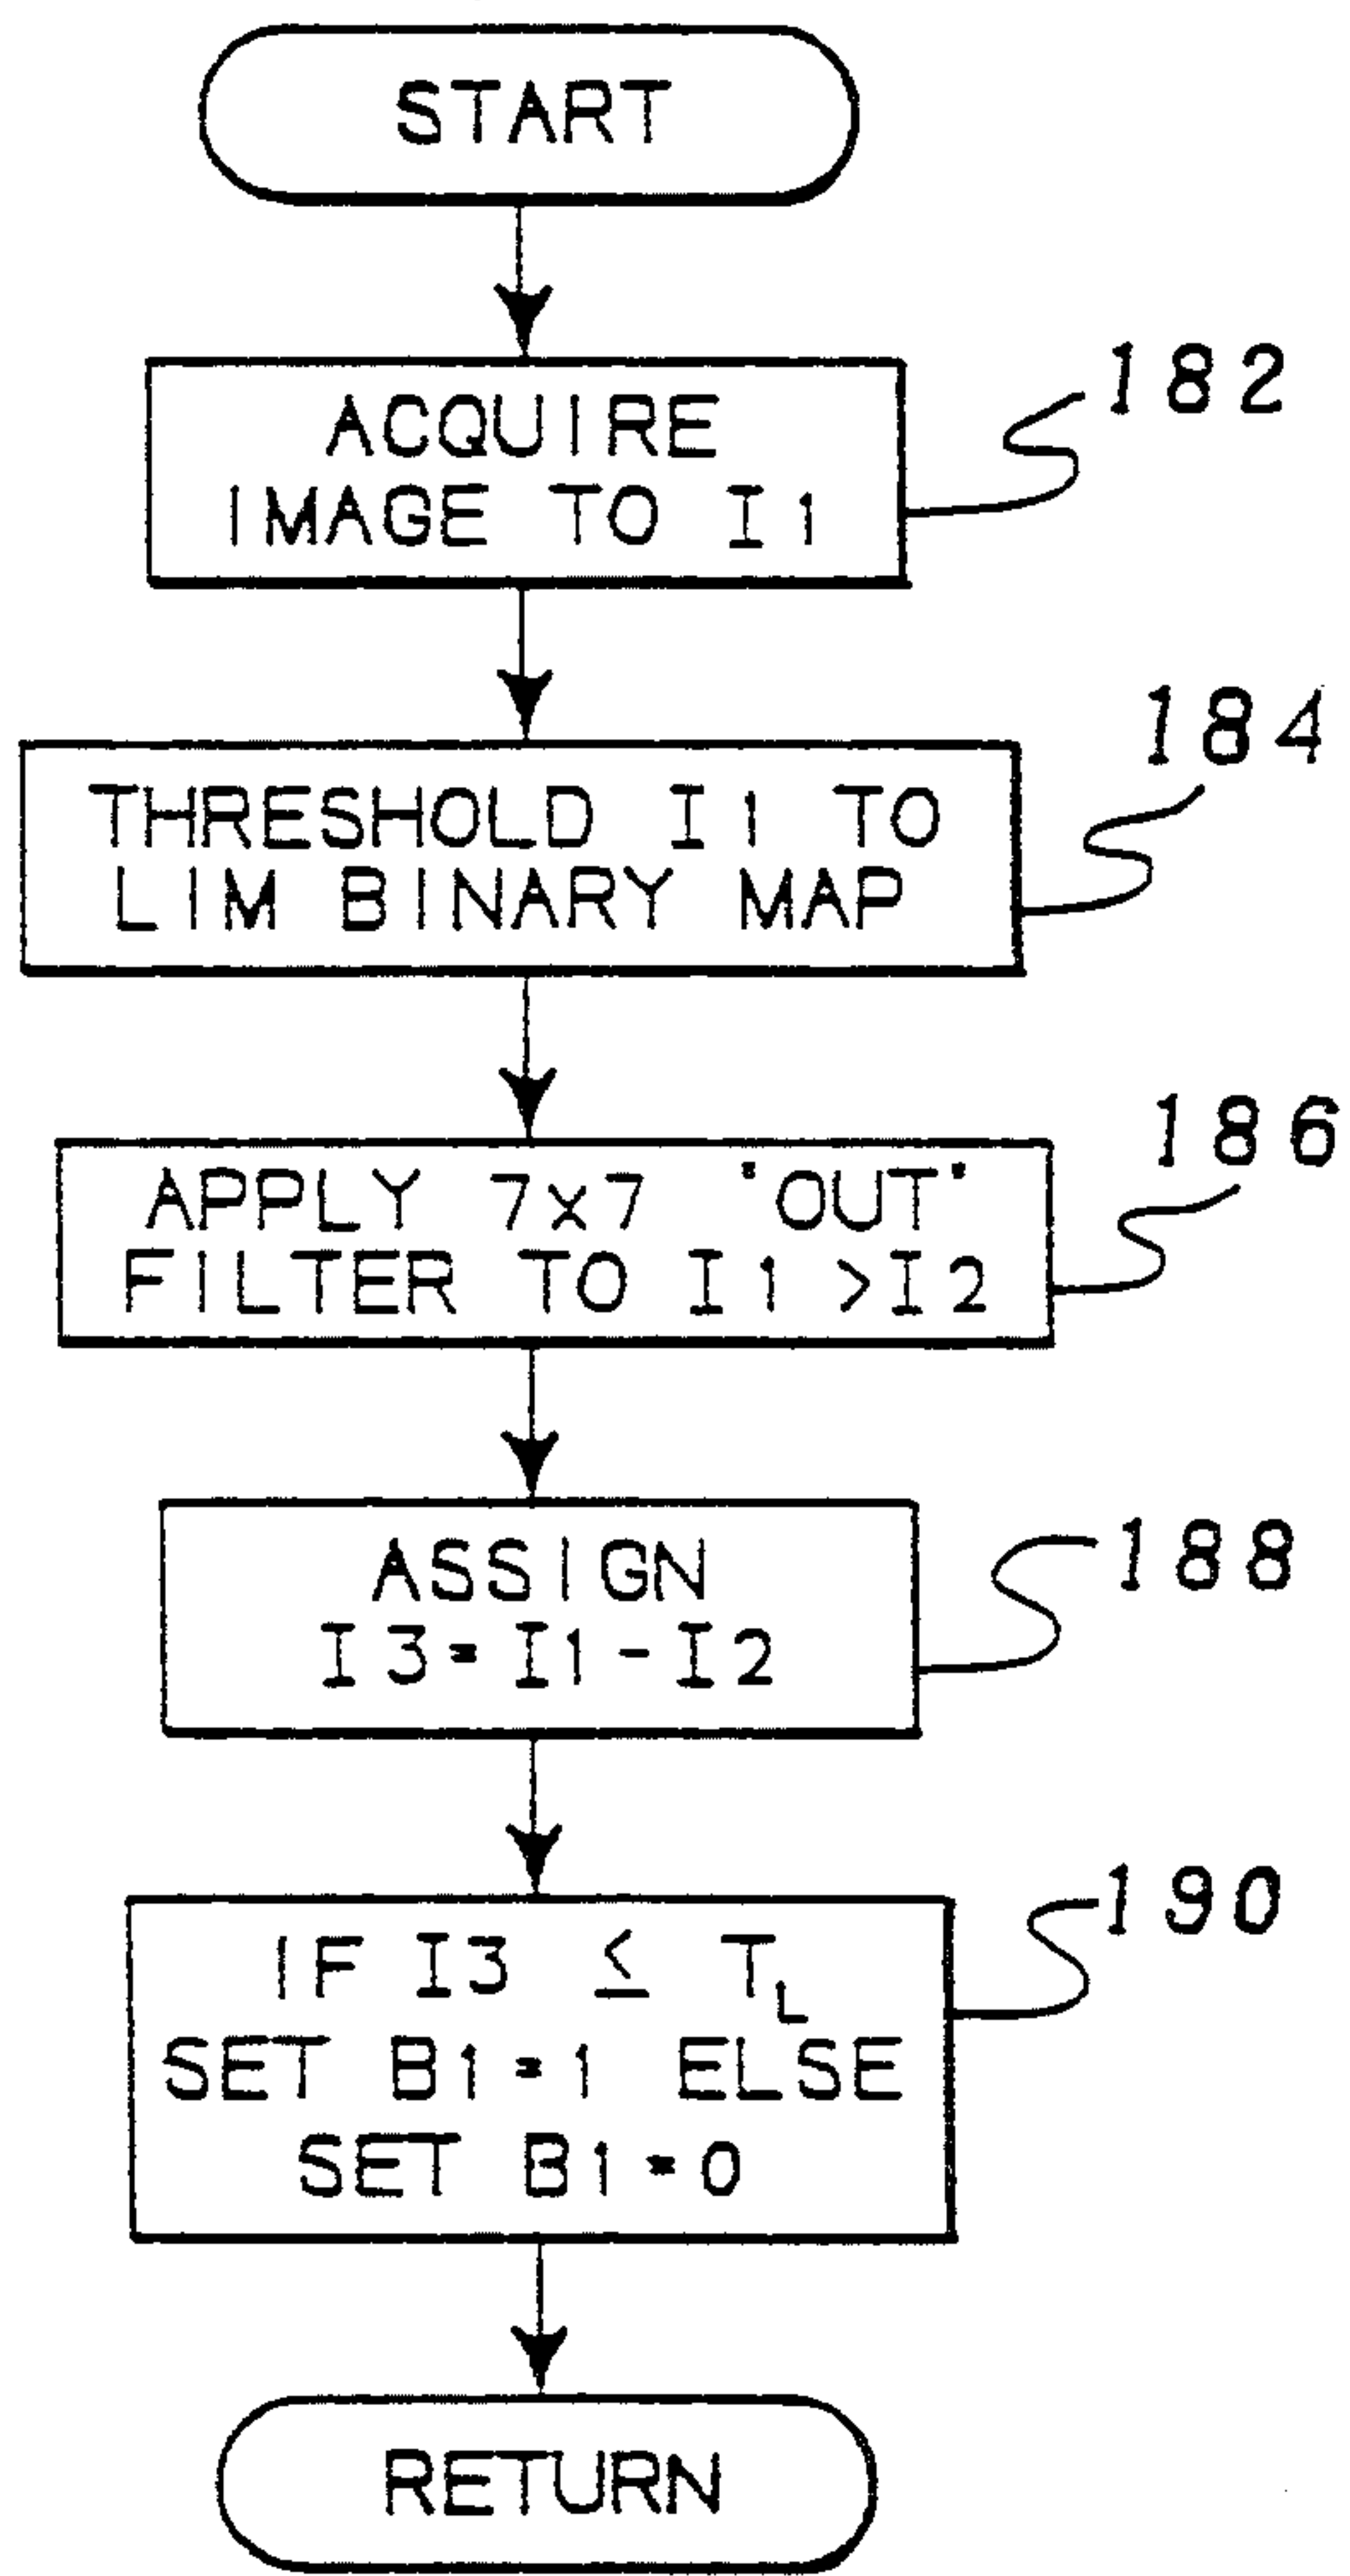 START
182
ACQUIRE
IMAGE TO I1
184
THRESHOLD I1 TO
LIM BINARY MAP
186
APPLY 7x7 "OUT"
FILTER TO I1 >I2
188
ASSIGN
I3=I1-I2
190
IF I3 ≤ T_L
SET B1=1 ELSE
SET B1=0
RETURN